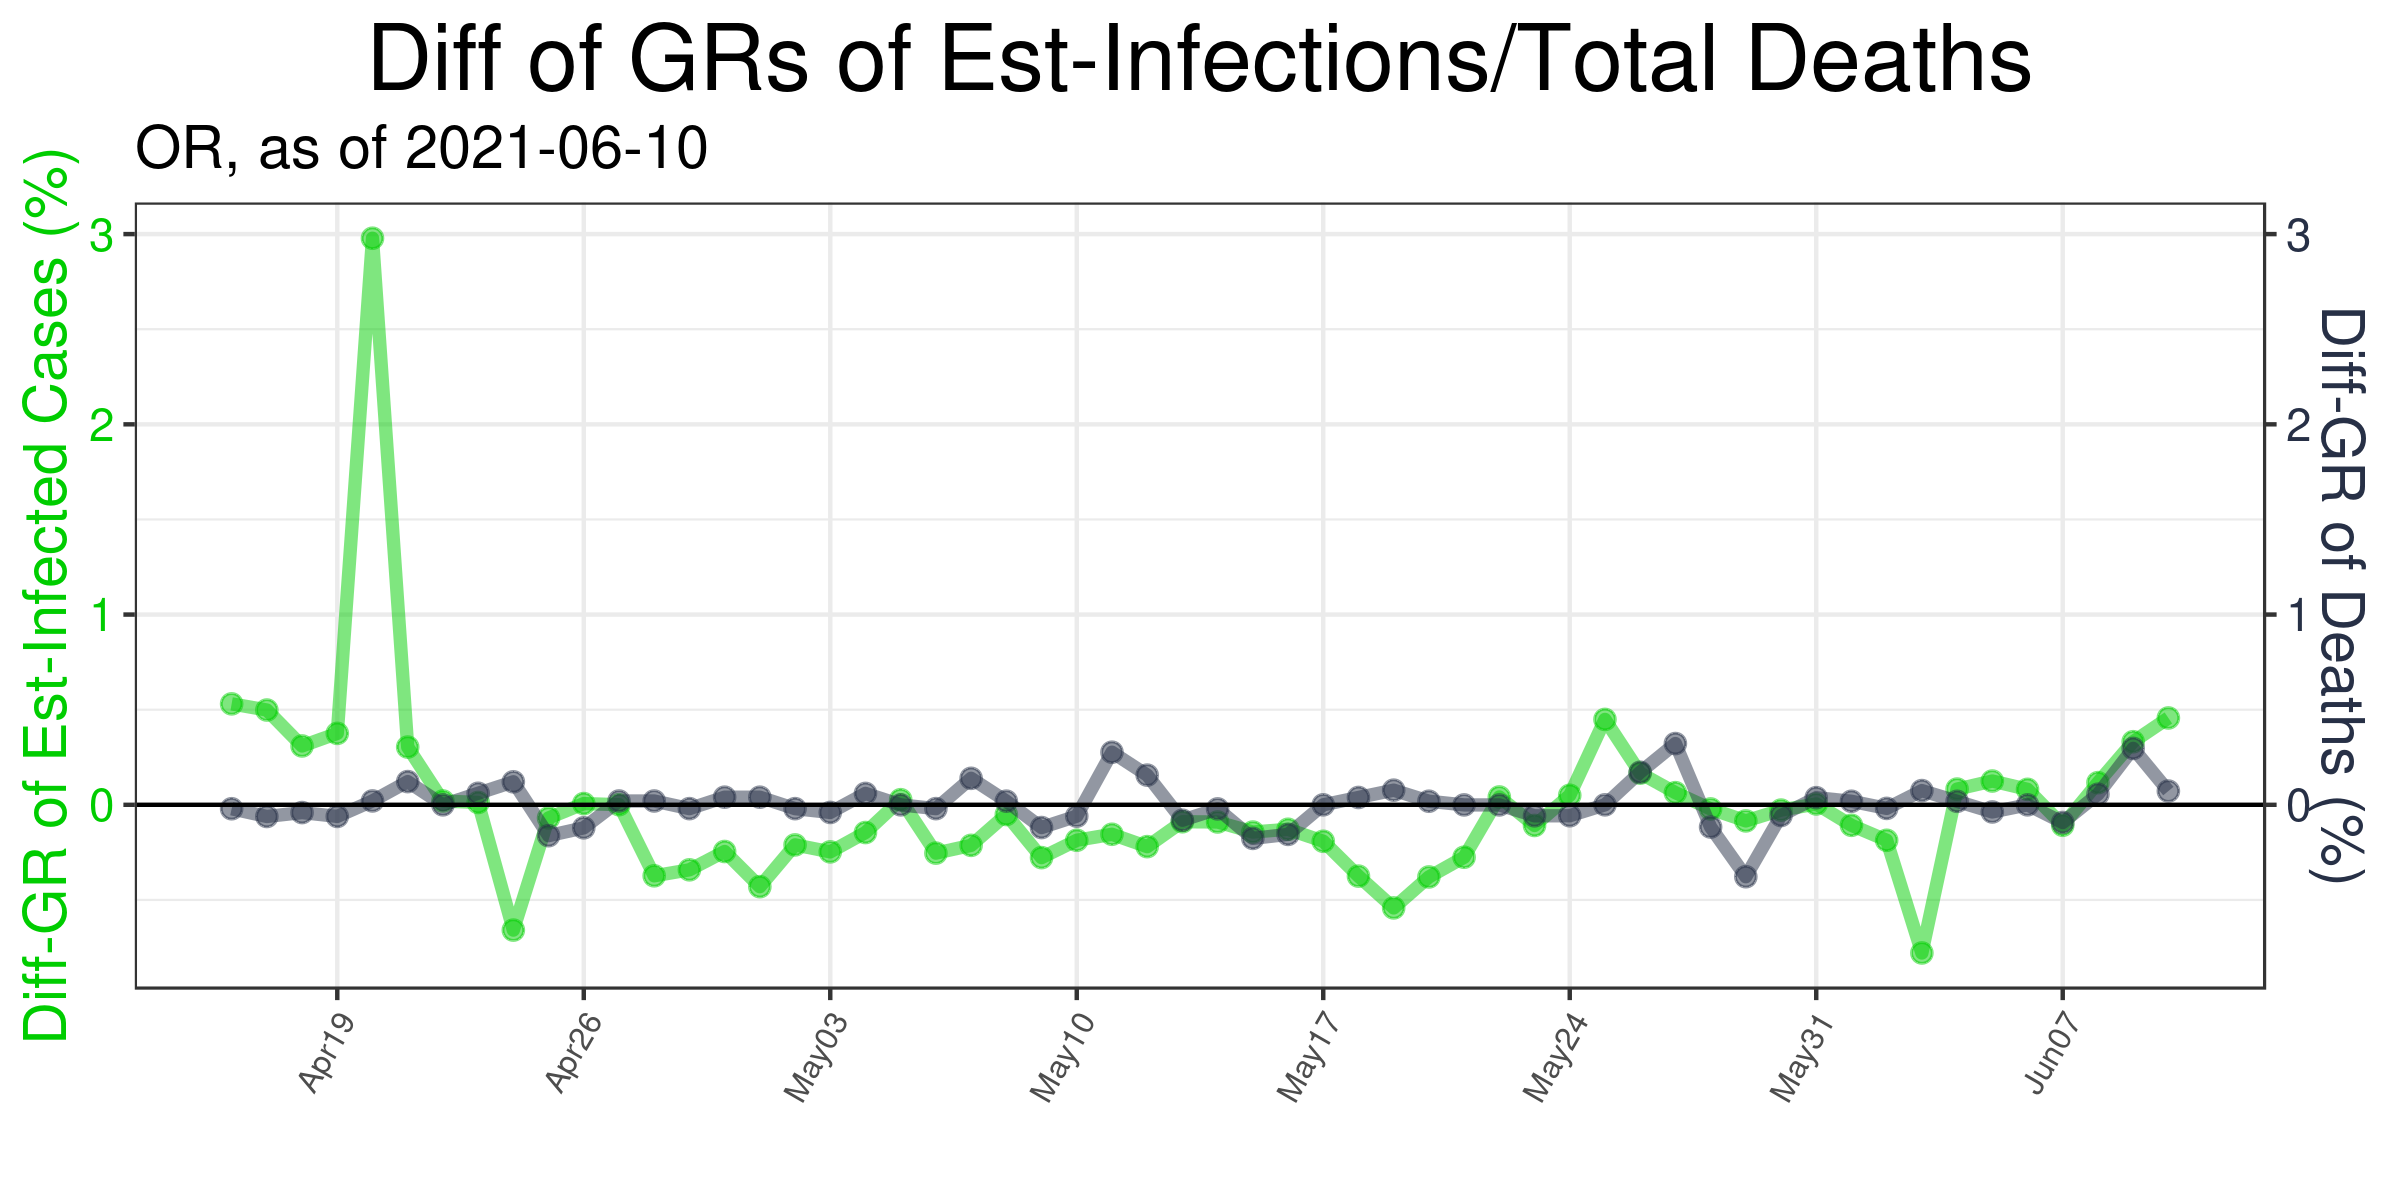 Diff of GRs of Est-Infections/Total Deaths
OR, as of 2021-06-10
Diff-GR of Est-Infected Cases (%)
3
2
1
0
3
2
1
0
Diff-GR of Deaths (%)
Apr19
Apr26
May03
May10
May17
May24
May31
Jun07